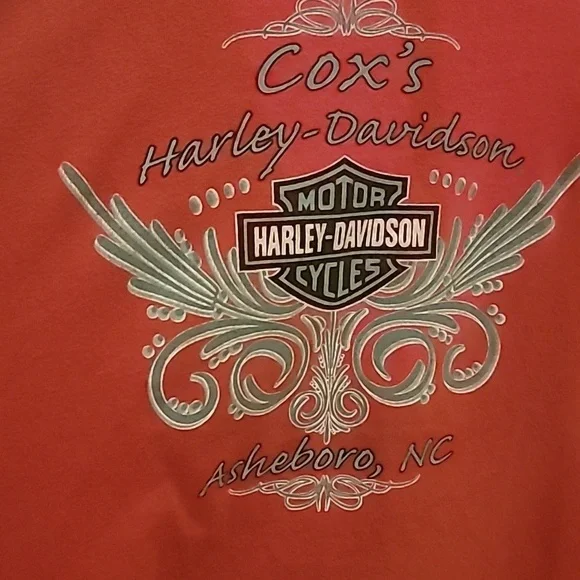 Cox's
Harley-Davidson
MOTOR
HARLEY-DAVIDSON
CYCLES
Asheboro, NC